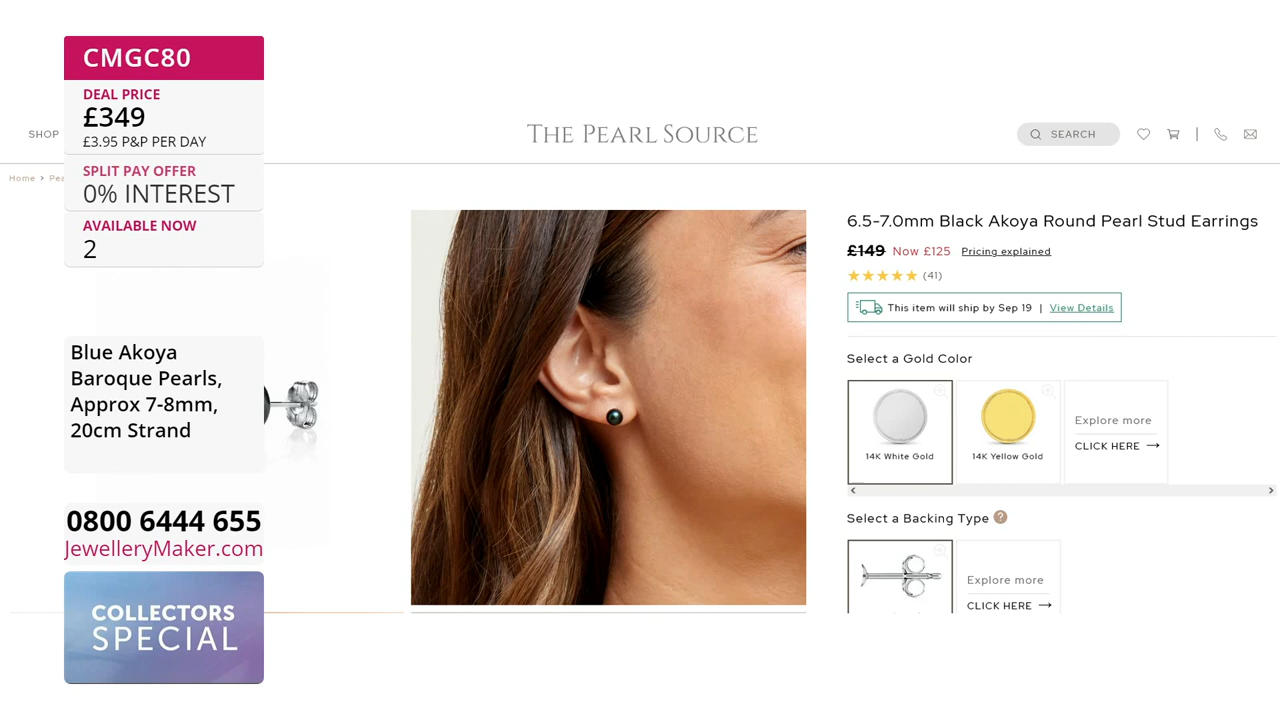 CMGC80
DEAL PRICE
£349
£3.95 P&P PER DAY
SPLIT PAY OFFER
0% INTEREST
AVAILABLE NOW
2
Blue Akoya
Baroque Pearls,
Approx 7-8mm,
20cm Strand
0800 6444 655
JewelleryMaker.com
COLLECTORS
SPECIAL
SHOP
THE PEARL SOURCE
SEARCH
Home >
6.5-7.0mm Black Akoya Round Pearl Stud Earrings
£149 Now £125 Pricing explained
(41)
This item will ship by Sep 19 | View Details
Select a Gold Color
14K White Gold
14K Yellow Gold
Explore more
CLICK HERE
Select a Backing Type ?
Explore more
CLICK HERE